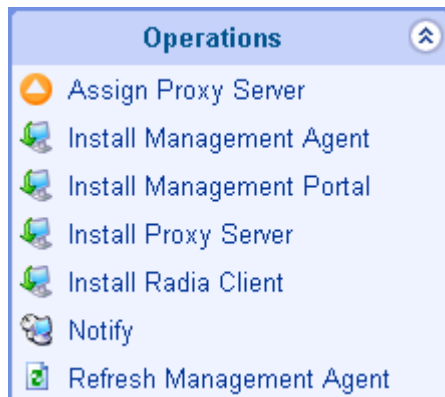 Operations
Assign Proxy Server
Install Management Agent
Install Management Portal
Install Proxy Server
Install Radia Client
Notify
Refresh Management Agent